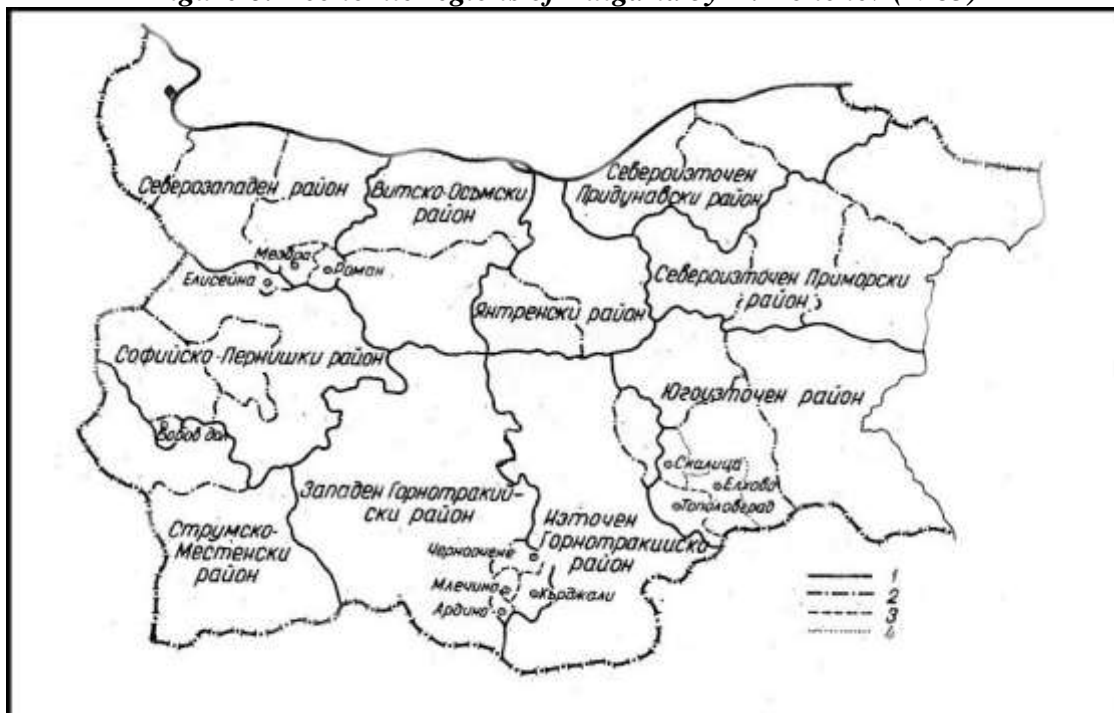 Северозападен район
Витско-Осъмски
район
Североизточен
Придунавски район
Мездра
Роман
Елисейна
Янтренски район
Североизточен Приморски
район
Софийско-Пернишки район
Бобов дол
Югоизточен район
Скалица
Елхово
Тополовград
Западен Горнотракий-
ски район
Източен
Горнотракийски
район
Струмско-
Местенски
район
Черноочене
Млечино
Кърджали
Ардино
1
2
3
4